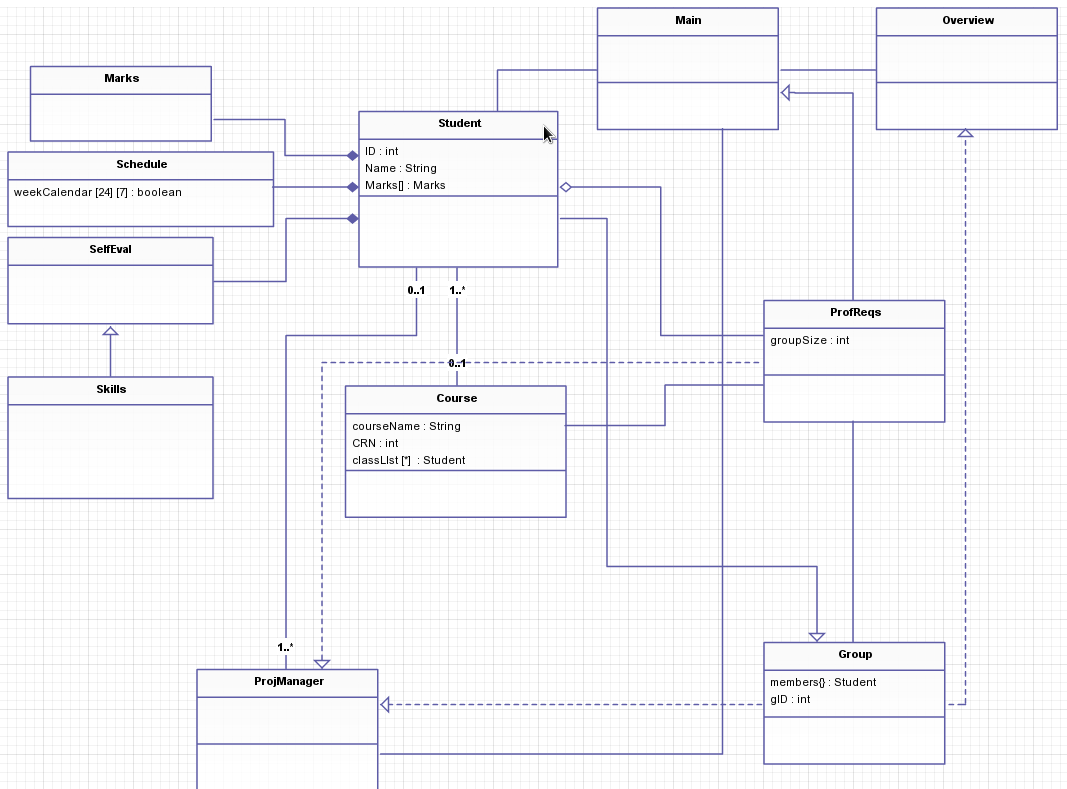 Main
Overview
Marks
Student
ID : int
Name : String
Marks[] : Marks
Schedule
weekCalendar [24] [7] : boolean
SelfEval
0..1
1..*
ProfReqs
groupSize : int
0..1
Skills
Course
courseName : String
CRN : int
classLIst [*]  : Student
1..*
Group
members{} : Student
gID : int
ProjManager